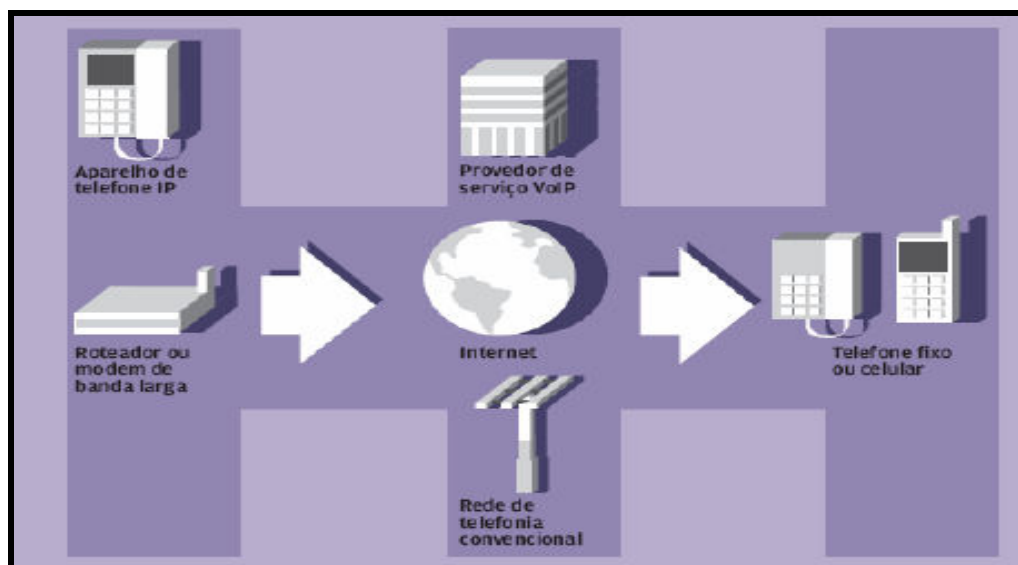 Aparelho de
telefone IP
Roteador ou
modem de
banda larga
Provedor de
serviço VoIP
Internet
Rede de
telefonia
convencional
Telefone fixo
ou celular